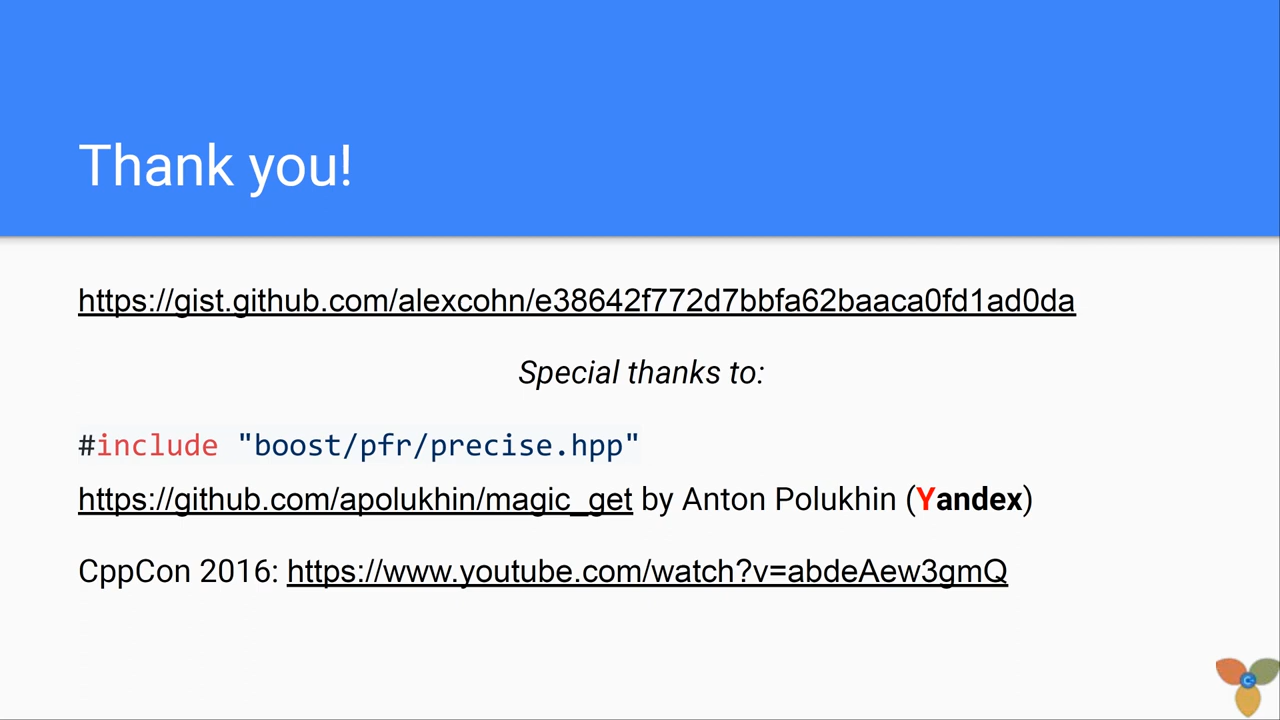 Thank you!
https://gist.github.com/alexcohn/e38642f772d7bbfa62baaca0fd1ad0da
Special thanks to:
#include "boost/pfr/precise.hpp"
https://github.com/apolukhin/magic_get by Anton Polukhin (Yandex)
CppCon 2016: https://www.youtube.com/watch?v=abdeAew3gmQ